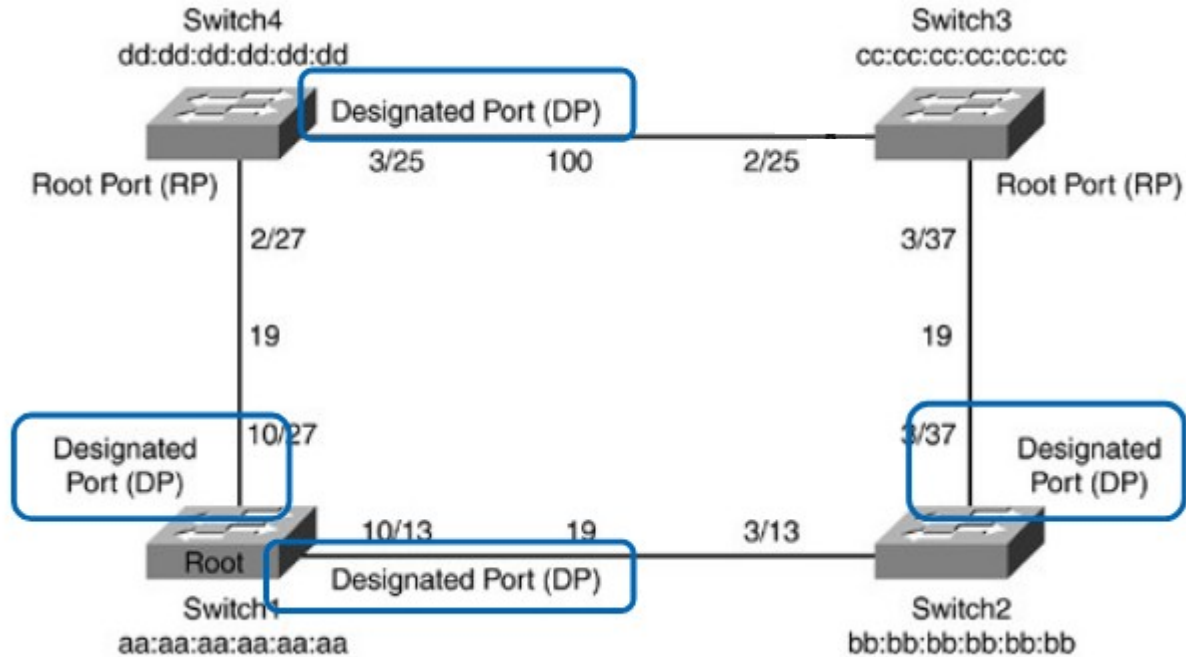 Switch4
dd:dd:dd:dd:dd:dd
Switch3
cc:cc:cc:cc:cc:cc
Designated Port (DP)
3/25
100
2/25
Root Port (RP)
Root Port (RP)
2/27
3/37
19
19
Designated
Port (DP)
10/27
3/37
Designated
Port (DP)
10/13
19
3/13
Root
Designated Port (DP)
Switch1
aa:aa:aa:aa:aa:aa
Switch2
bb:bb:bb:bb:bb:bb